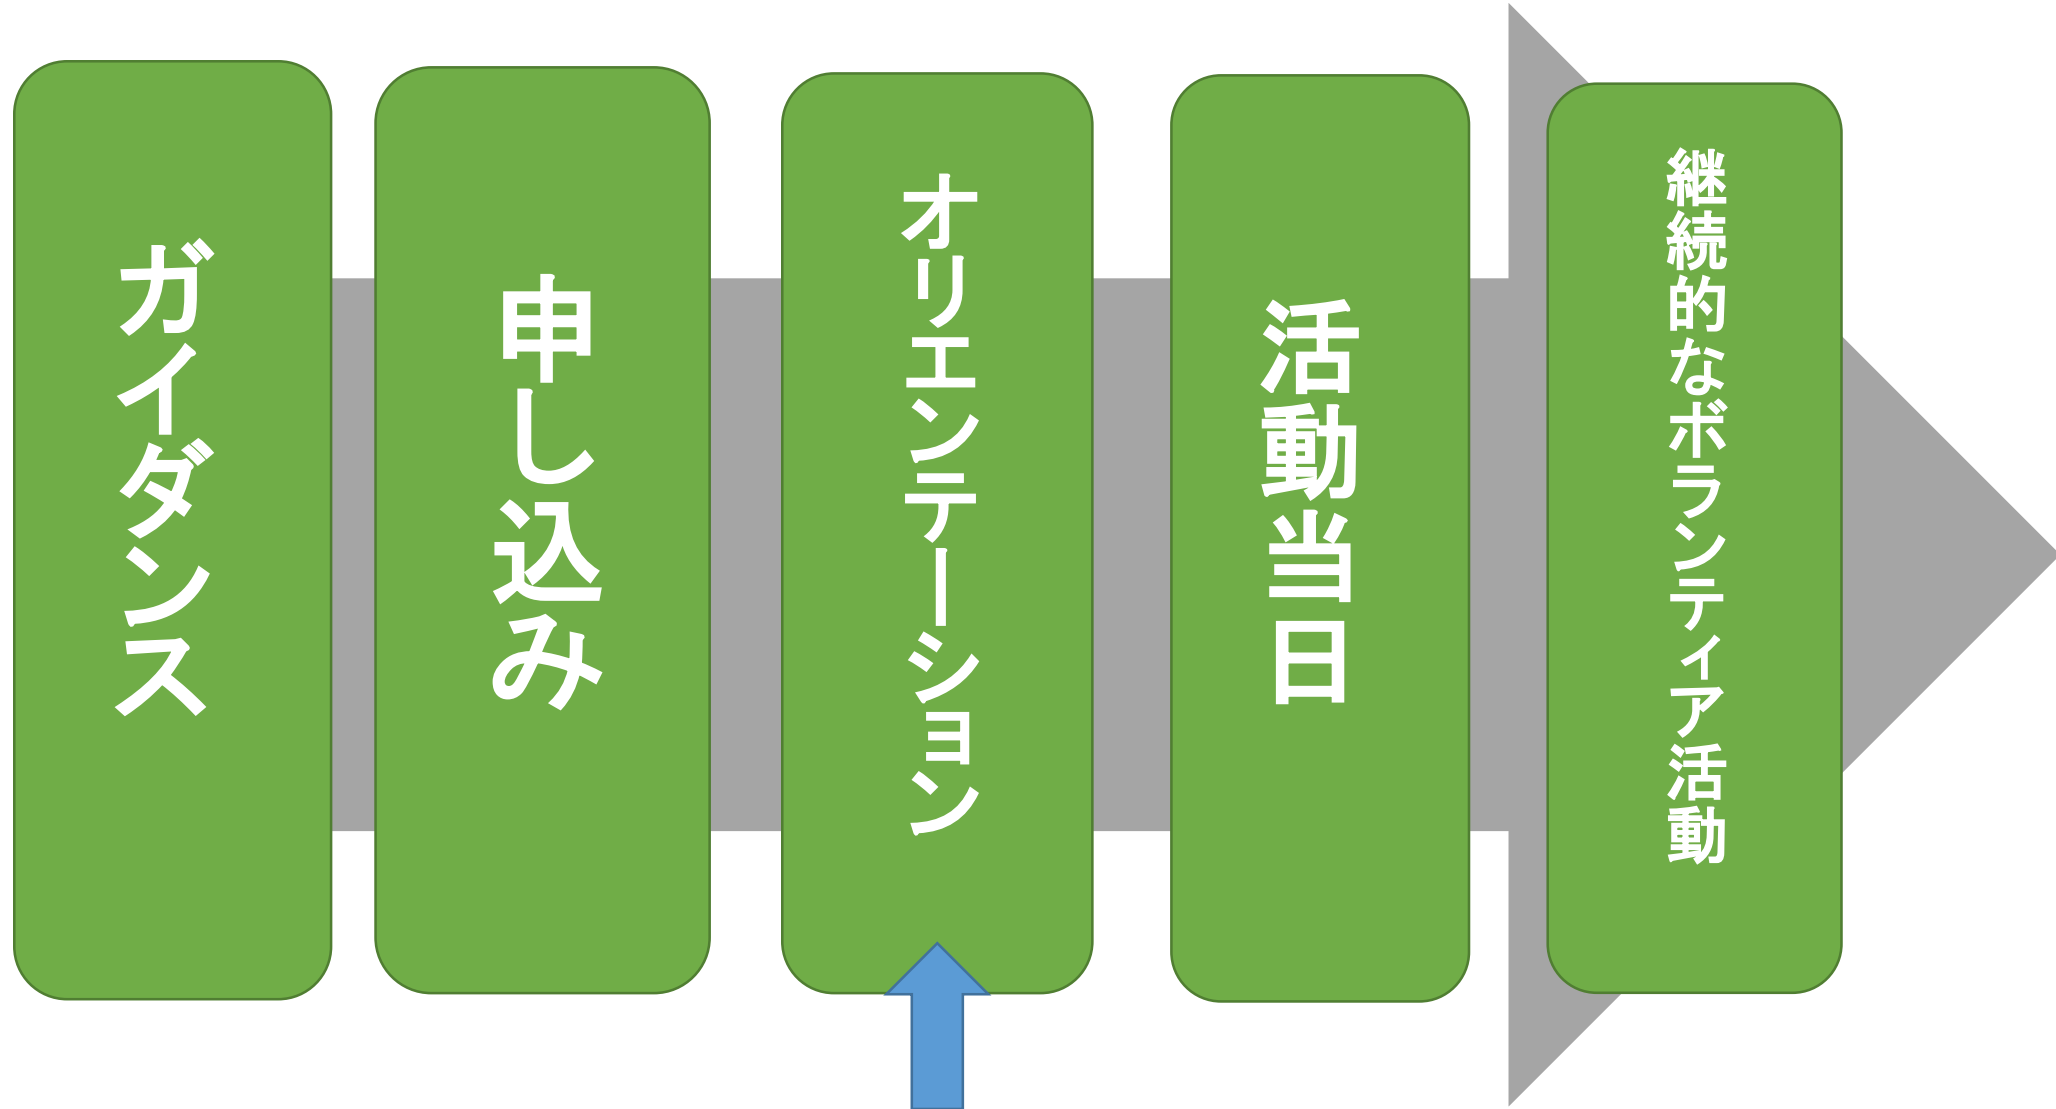 ガイダンス
申し込み
オリエンテーション
活動当日
継続的なボランティア活動